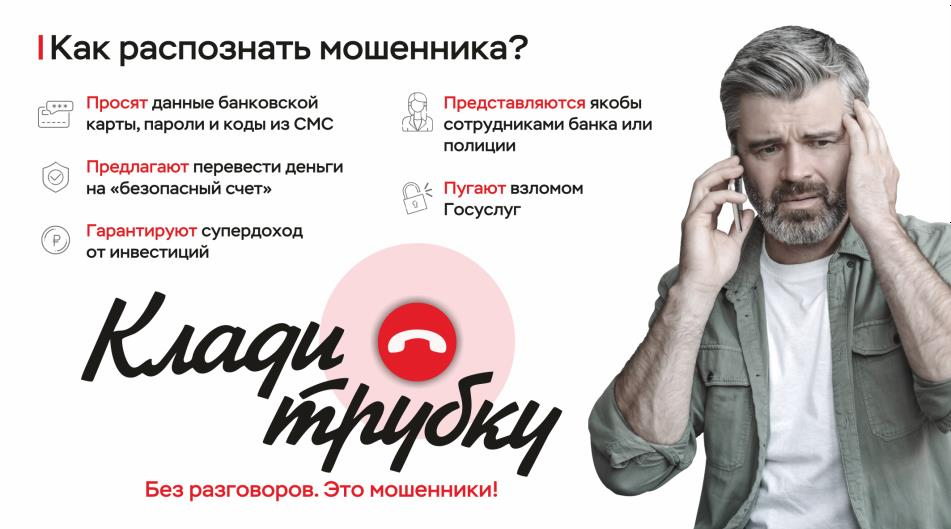 Как распознать мошенника?
Просят данные банковской
карты, пароли и коды из СМС
Предлагают перевести деньги
на «безопасный счет»
Гарантируют супердоход
от инвестиций
Представляются якобы
сотрудниками банка или
полиции
Пугают взломом
Госуслуг
Клади
трубку
Без разговоров. Это мошенники!